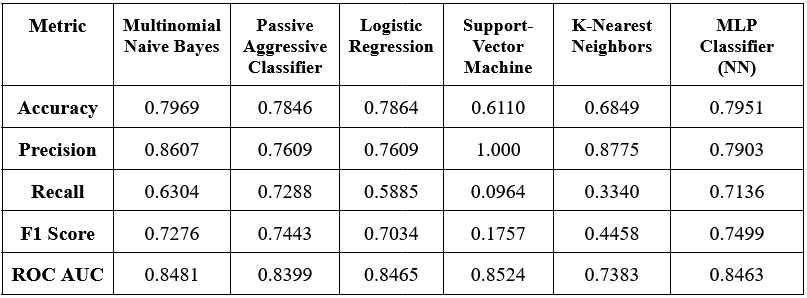 Metric Multinomial Naive Bayes Passive Aggressive Classifier Logistic Regression Support-Vector Machine K-Nearest Neighbors MLP Classifier (NN)
Accuracy 0.7969 0.7846 0.7864 0.6110 0.6849 0.7951
Precision 0.8607 0.7609 0.7609 1.000 0.8775 0.7903
Recall 0.6304 0.7288 0.5885 0.0964 0.3340 0.7136
F1 Score 0.7276 0.7443 0.7034 0.1757 0.4458 0.7499
ROC AUC 0.8481 0.8399 0.8465 0.8524 0.7383 0.8463